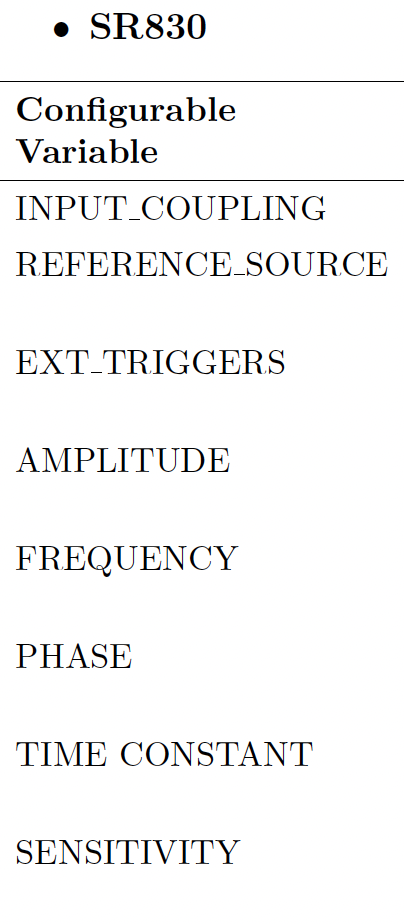 • SR830
Configurable
Variable
INPUT_COUPLING
REFERENCE_SOURCE
EXT_TRIGGERS
AMPLITUDE
FREQUENCY
PHASE
TIME CONSTANT
SENSITIVITY